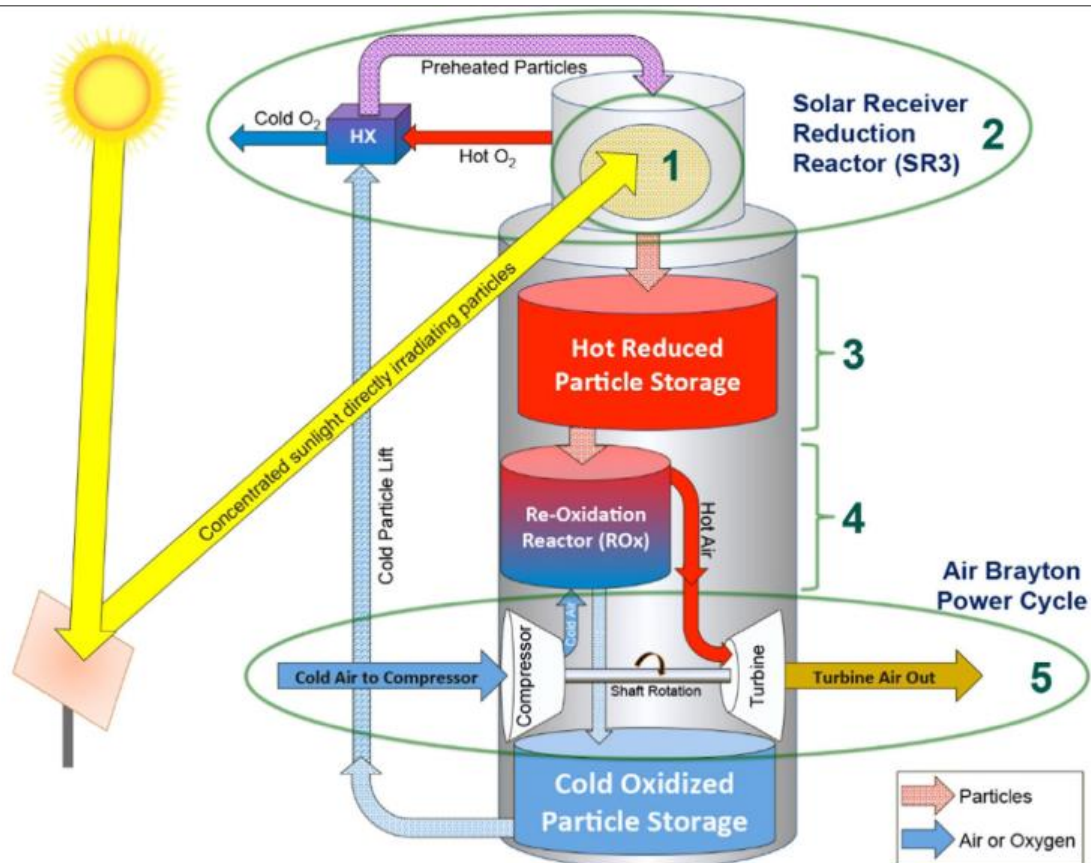 Preheated Particles
Cold O₂
HX
Hot O₂
1
Solar Receiver
Reduction
Reactor (SR3)
2
Concentrated sunlight directly irradiating particles
Hot Reduced
Particle Storage
3
Cold Particle Lift
Re-Oxidation
Reactor (ROx)
Hot Air
4
Air Brayton
Power Cycle
Cold Air
Cold Air to Compressor
Compressor
Shaft Rotation
Turbine
Turbine Air Out
5
Cold Oxidized
Particle Storage
Particles
Air or Oxygen